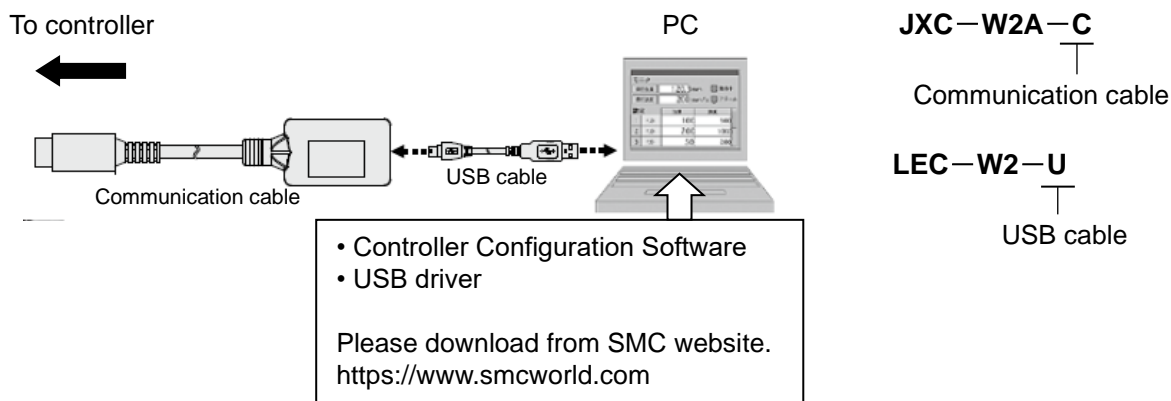 To controller
PC
JXC－W2A－C
Communication cable
LEC－W2－U
USB cable
USB cable
Communication cable
• Controller Configuration Software
• USB driver
Please download from SMC website.
https://www.smcworld.com